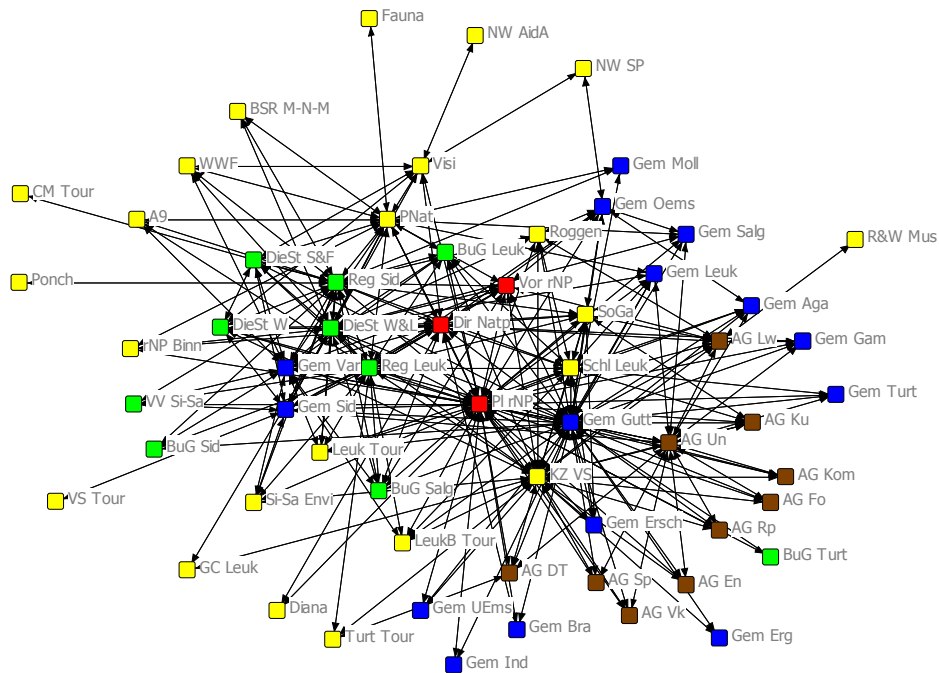 Fauna
NW AidA
NW SP
BSR M-N-M
WWF
Visi
Gem Moll
CM Tour
A9
PNat
Gem Oems
Roggen
Gem Salg
R&W Mus
BuG Leuk
DieSt S&F
Gem Leuk
Ponch
Reg Sid
Vor rNP
Gem Aga
SoGa
DieSt W
DieSt W&L
Dir Natp
AG Lw
Gem Gam
rNP Binn
Gem Var
Reg Leuk
Schl Leuk
Gem Turt
VV Si-Sa
Gem Sid
Pl rNP
Gem Gutt
AG Ku
AG Un
BuG Sid
Leuk Tour
KZ VS
AG Kom
VS Tour
Si-Sa Envi
BuG Salg
AG Fo
Gem Ersch
AG Rp
LeukB Tour
BuG Turt
GC Leuk
AG DT
AG Sp
AG En
Diana
Gem UEms
AG Vk
Turt Tour
Gem Bra
Gem Erg
Gem Ind